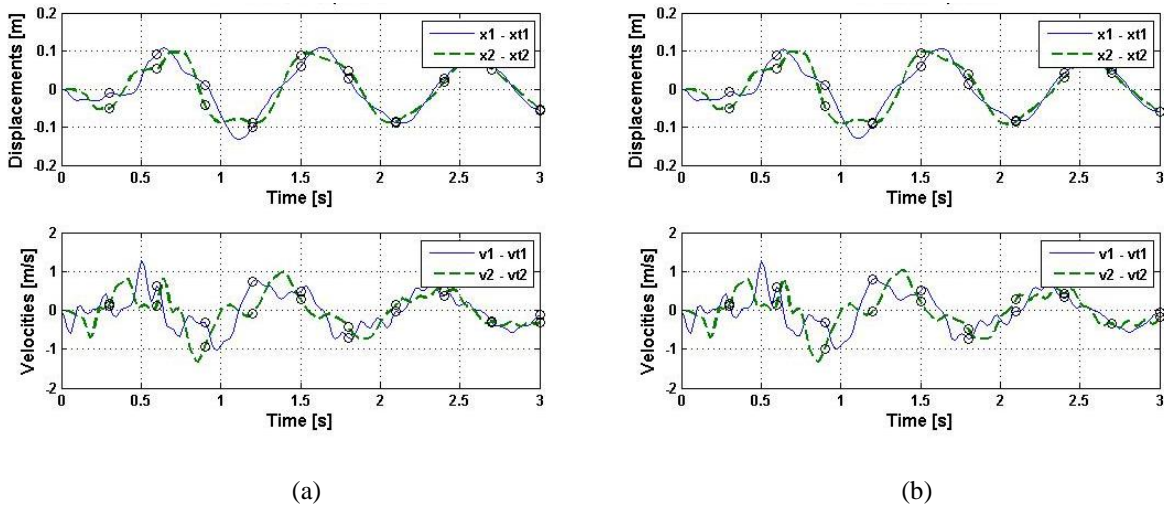 Displacements [m]
0.2
0.1
0
-0.1
-0.2
x1 - xt1
x2 - xt2
0 0.5 1 1.5 2 2.5 3
Time [s]
Velocities [m/s]
2
1
0
-1
-2
v1 - vt1
v2 - vt2
0 0.5 1 1.5 2 2.5 3
Time [s]
(a)
Displacements [m]
0.2
0.1
0
-0.1
-0.2
x1 - xt1
x2 - xt2
0 0.5 1 1.5 2 2.5 3
Time [s]
Velocities [m/s]
2
1
0
-1
-2
v1 - vt1
v2 - vt2
0 0.5 1 1.5 2 2.5 3
Time [s]
(b)